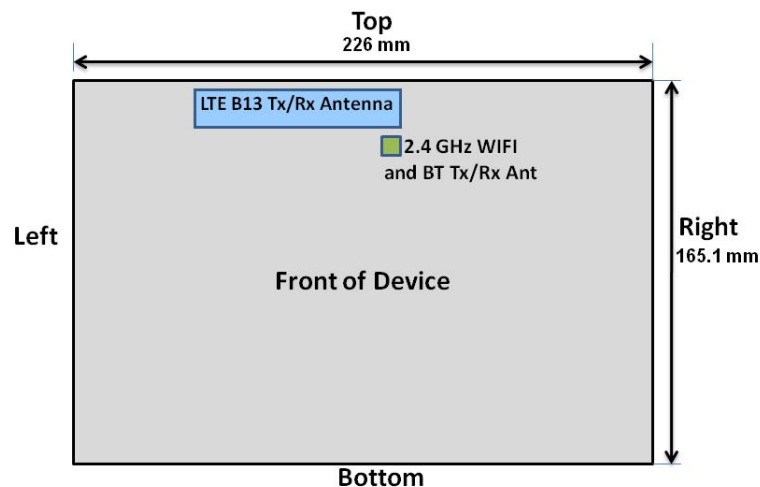 Top
226 mm
LTE B13 Tx/Rx Antenna
2.4 GHz WIFI
and BT Tx/Rx Ant
Left
Right
165.1 mm
Front of Device
Bottom